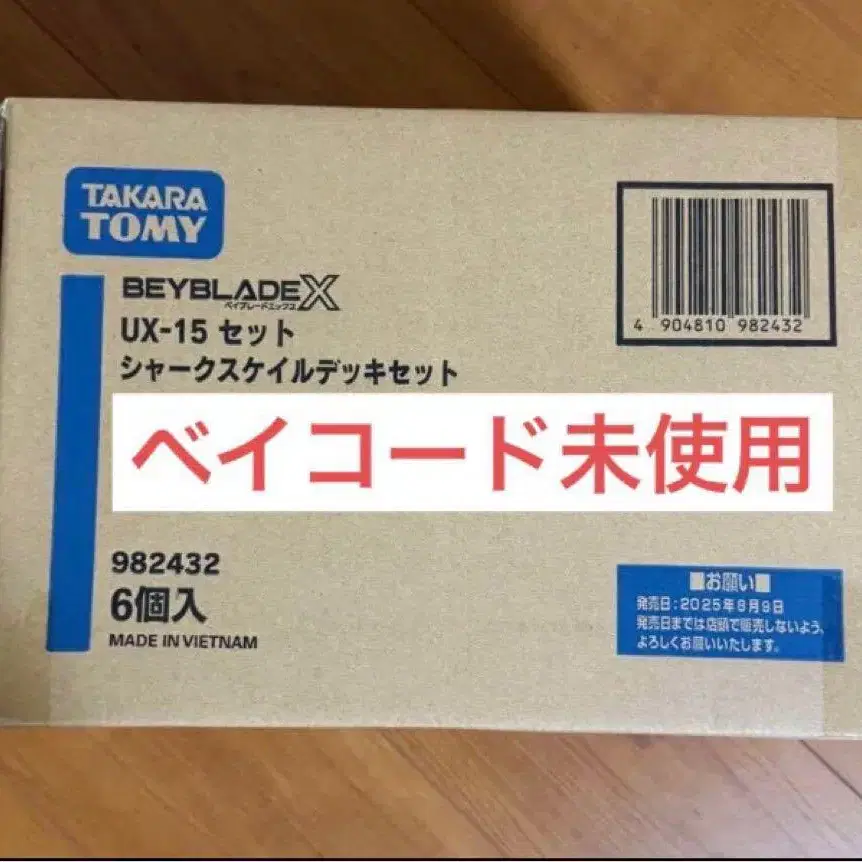 TAKARA
TOMY
BEYBLADE X
ベイブレードエックス
UX-15 セット
シャークスケイルデッキセット
4 904810 982432
ベイコード未使用
982432
6個入
MADE IN VIETNAM
■お願い■
発売日:2025年8月9日
発売日までは店頭で販売しないよう、
よろしくお願いいたします。